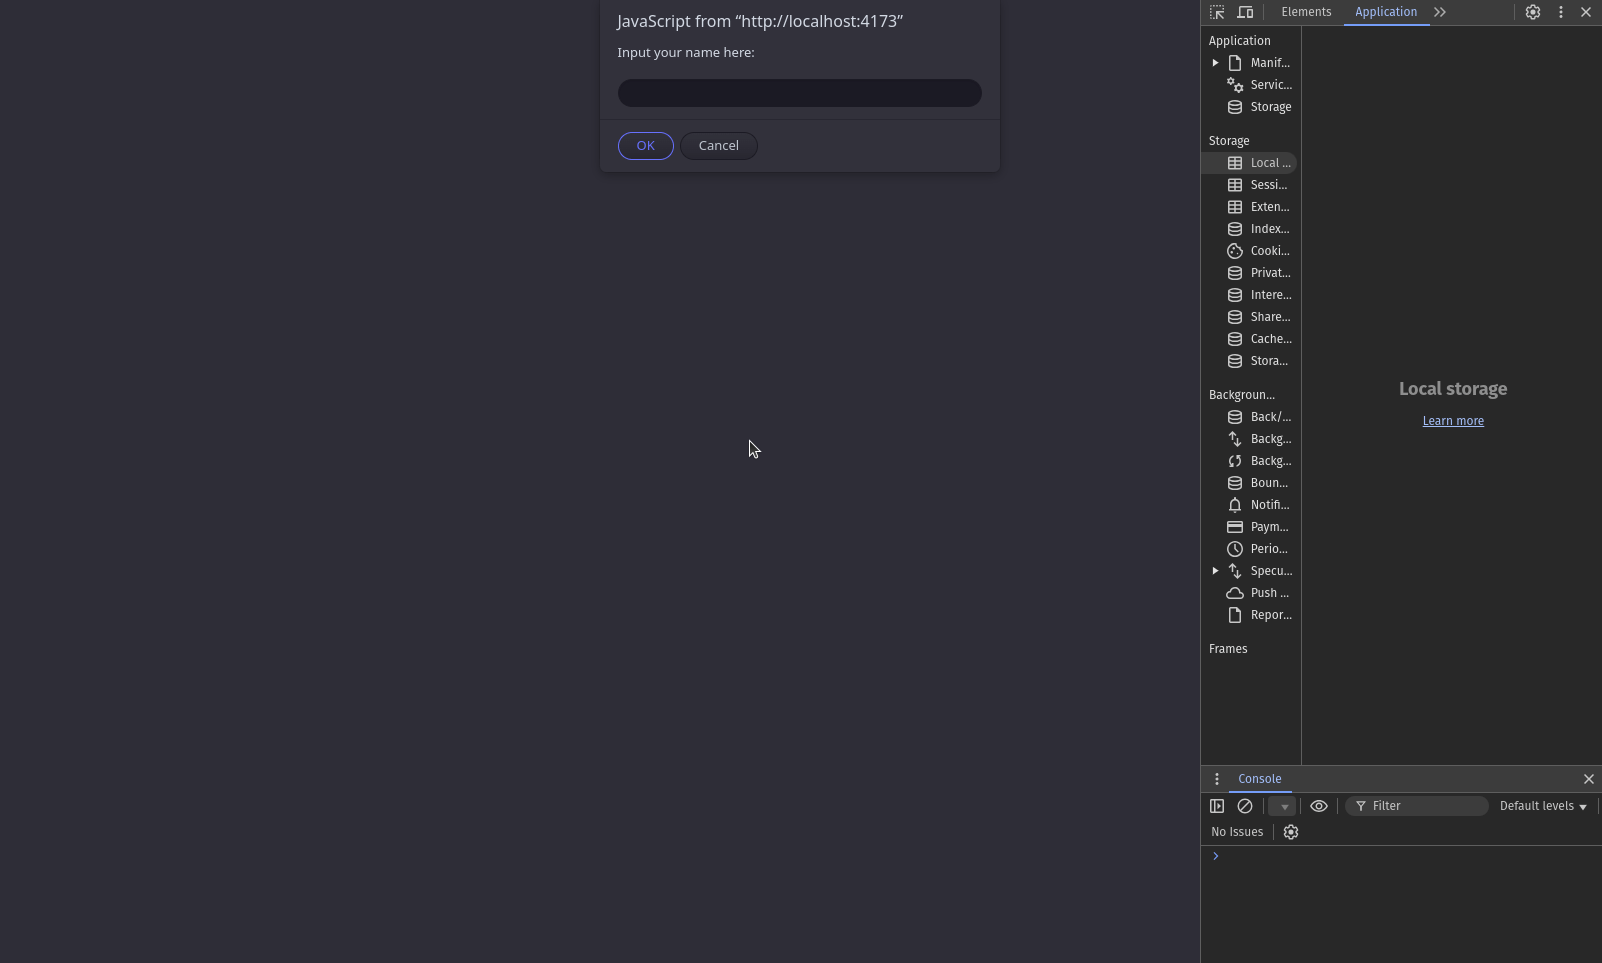 JavaScript from “http://localhost:4173”
Input your name here:
OK Cancel
Elements Application
Application
Manif...
Servic...
Storage
Storage
Local ...
Sessi...
Exten...
Index...
Cooki...
Privat...
Intere...
Share...
Cache...
Stora...
Backgroun...
Back/...
Backg...
Backg...
Boun...
Notifi...
Paym...
Perio...
Specu...
Push ...
Repor...
Frames
Local storage
Learn more
Console
Filter Default levels
No Issues